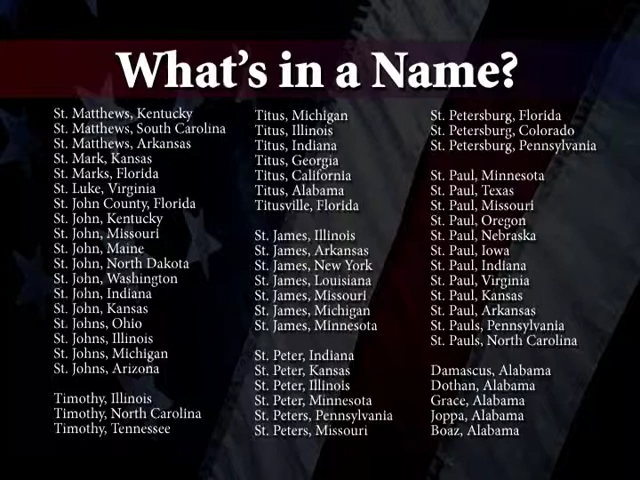 What's in a Name?
St. Matthews, Kentucky
St. Matthews, South Carolina
St. Matthews, Arkansas
St. Mark, Kansas
St. Marks, Florida
St. Luke, Virginia
St. John County, Florida
St. John, Kentucky
St. John, Missouri
St. John, Maine
St. John, North Dakota
St. John, Washington
St. John, Indiana
St. John, Kansas
St. Johns, Ohio
St. Johns, Illinois
St. Johns, Michigan
St. Johns, Arizona
Timothy, Illinois
Timothy, North Carolina
Timothy, Tennessee
Titus, Michigan
Titus, Illinois
Titus, Indiana
Titus, Georgia
Titus, California
Titus, Alabama
Titusville, Florida
St. James, Illinois
St. James, Arkansas
St. James, New York
St. James, Louisiana
St. James, Missouri
St. James, Michigan
St. James, Minnesota
St. Peter, Indiana
St. Peter, Kansas
St. Peter, Illinois
St. Peter, Minnesota
St. Peters, Pennsylvania
St. Peters, Missouri
St. Petersburg, Florida
St. Petersburg, Colorado
St. Petersburg, Pennsylvania
St. Paul, Minnesota
St. Paul, Texas
St. Paul, Missouri
St. Paul, Oregon
St. Paul, Nebraska
St. Paul, Iowa
St. Paul, Indiana
St. Paul, Virginia
St. Paul, Kansas
St. Paul, Arkansas
St. Pauls, Pennsylvania
St. Pauls, North Carolina
Damascus, Alabama
Dothan, Alabama
Grace, Alabama
Joppa, Alabama
Boaz, Alabama